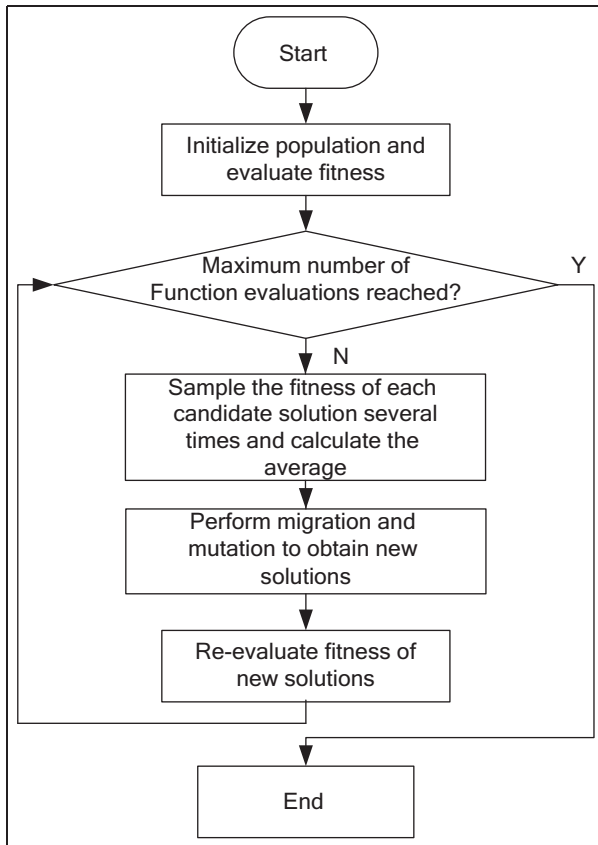 Start
Initialize population and
evaluate fitness
Maximum number of
Function evaluations reached?
Y
N
Sample the fitness of each
candidate solution several
times and calculate the
average
Perform migration and
mutation to obtain new
solutions
Re-evaluate fitness of
new solutions
End